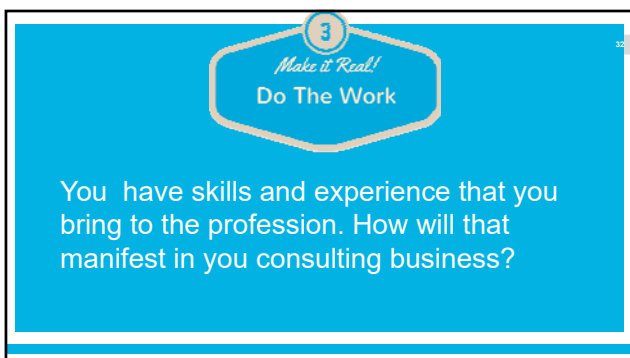 32
3
Make it Real!
Do The Work
You  have skills and experience that you
bring to the profession. How will that
manifest in you consulting business?